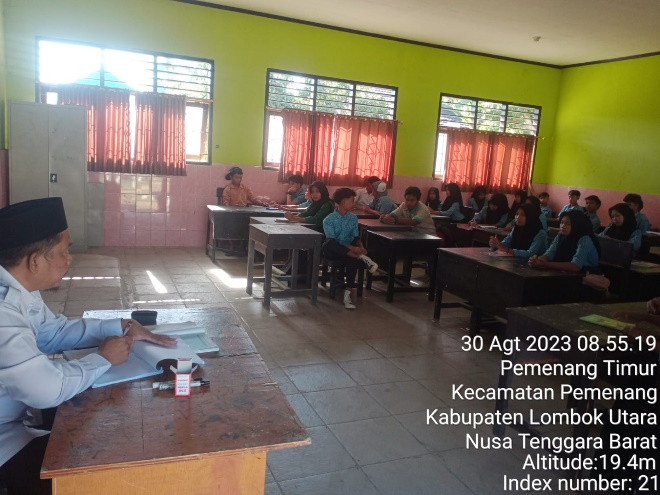 30 Agt 2023 08.55.19
Pemenang Timur
Kecamatan Pemenang
Kabupaten Lombok Utara
Nusa Tenggara Barat
Altitude:19.4m
Index number: 21